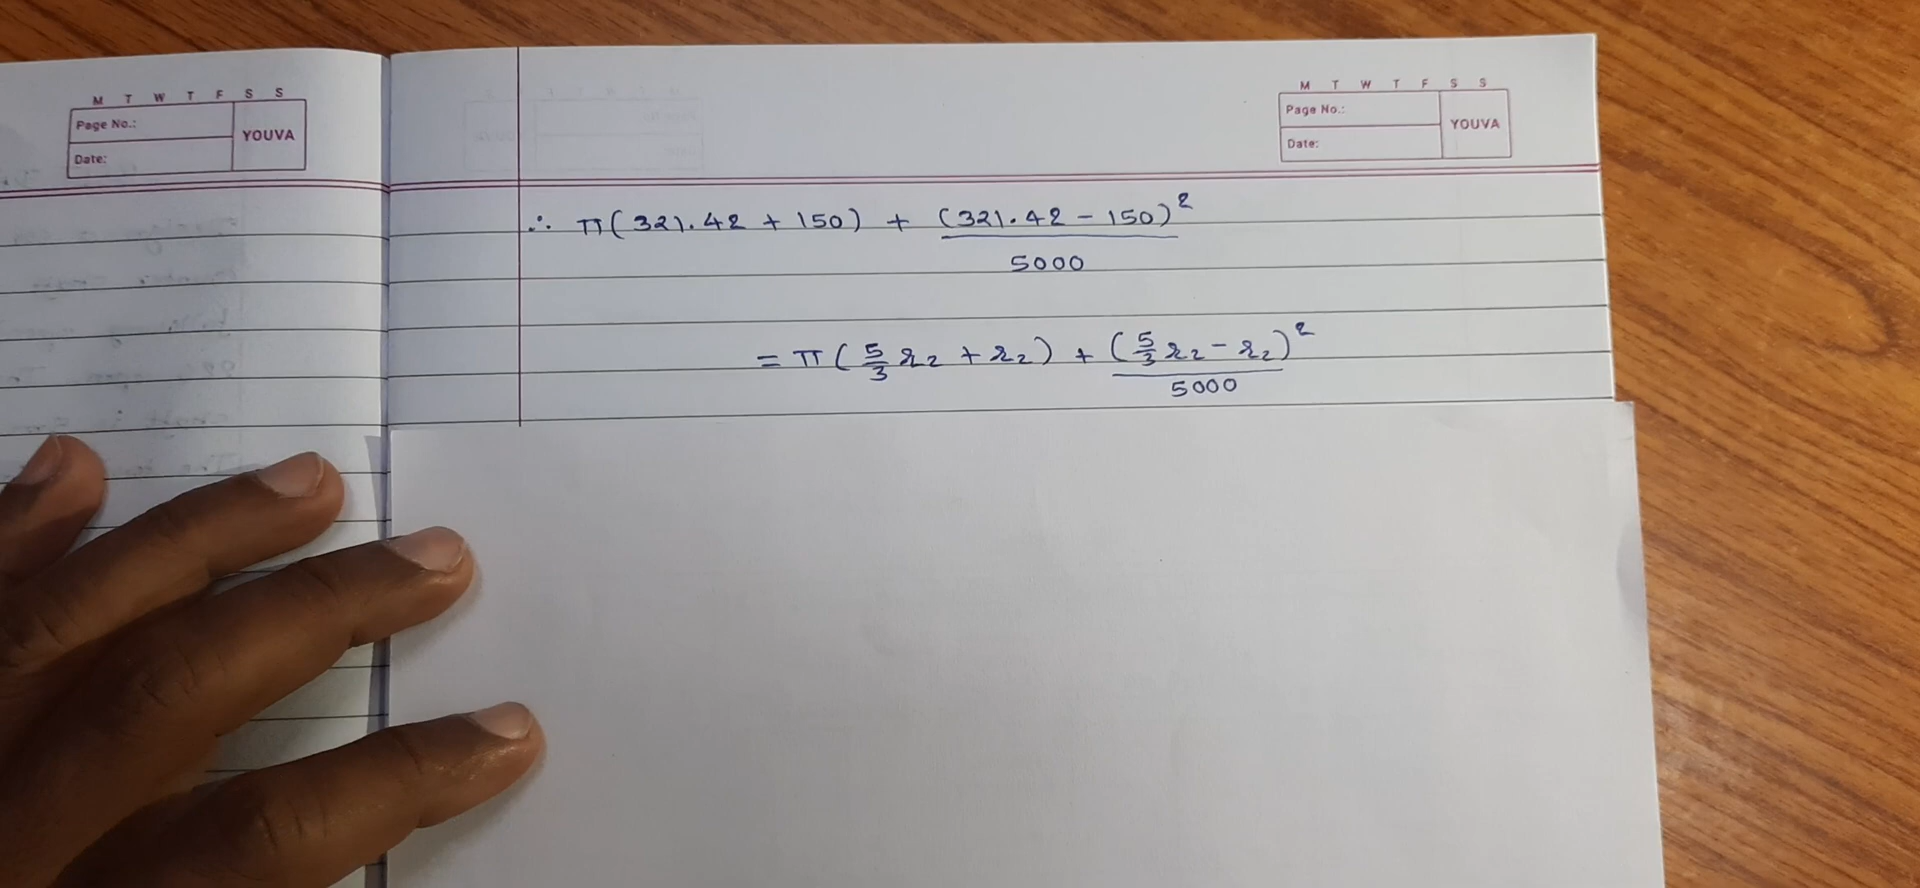 M T W T F S S
Page No.:
YOUVA
Date:
M T W T F S S
Page No.:
YOUVA
Date:
∴ π(321.42 + 150) + (321.42 - 150)²
5000
= π(5/3 r₂ + r₂) + (5/3 r₂ - r₂)²
5000